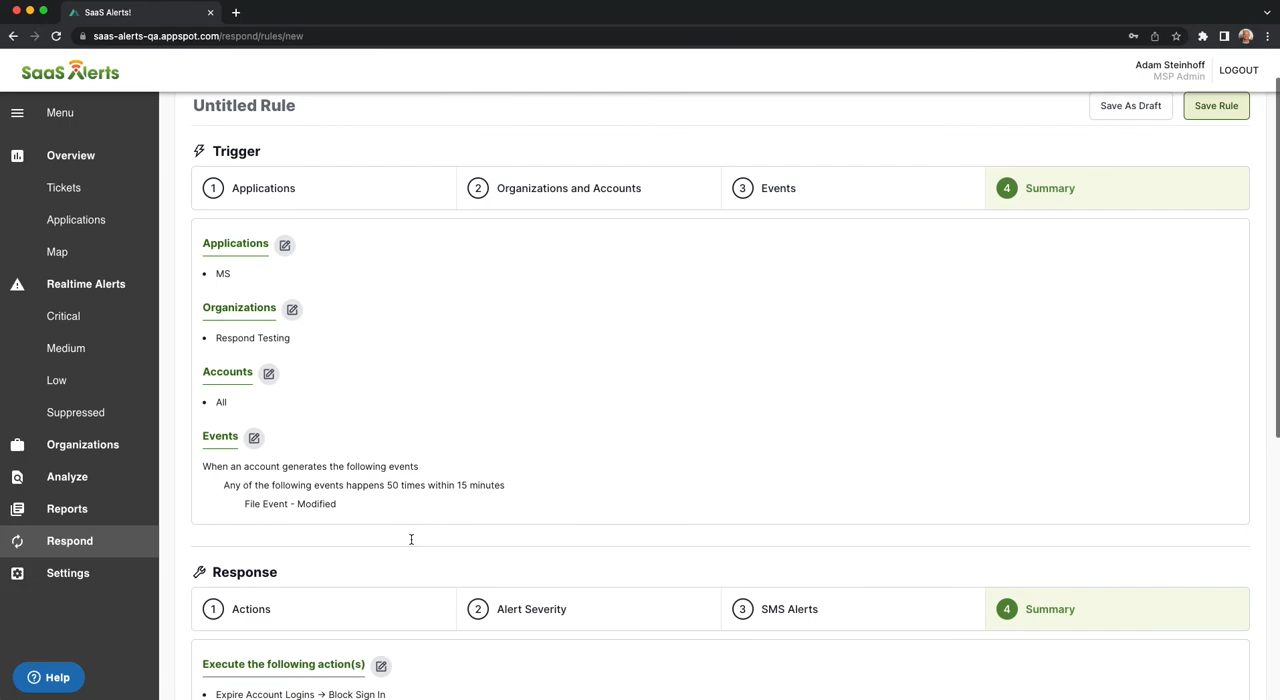 SaaS Alerts!
saas-alerts-qa.appspot.com/respond/rules/new
SaaS Alerts
Adam Steinhoff
MSP Admin
LOGOUT
Menu
Overview
Tickets
Applications
Map
Realtime Alerts
Critical
Medium
Low
Suppressed
Organizations
Analyze
Reports
Respond
Settings
Help
Untitled Rule
Save As Draft
Save Rule
Trigger
1 Applications
2 Organizations and Accounts
3 Events
4 Summary
Applications
• MS
Organizations
• Respond Testing
Accounts
• All
Events
When an account generates the following events
Any of the following events happens 50 times within 15 minutes
File Event - Modified
Response
1 Actions
2 Alert Severity
3 SMS Alerts
4 Summary
Execute the following action(s)
• Expire Account Logins → Block Sign In